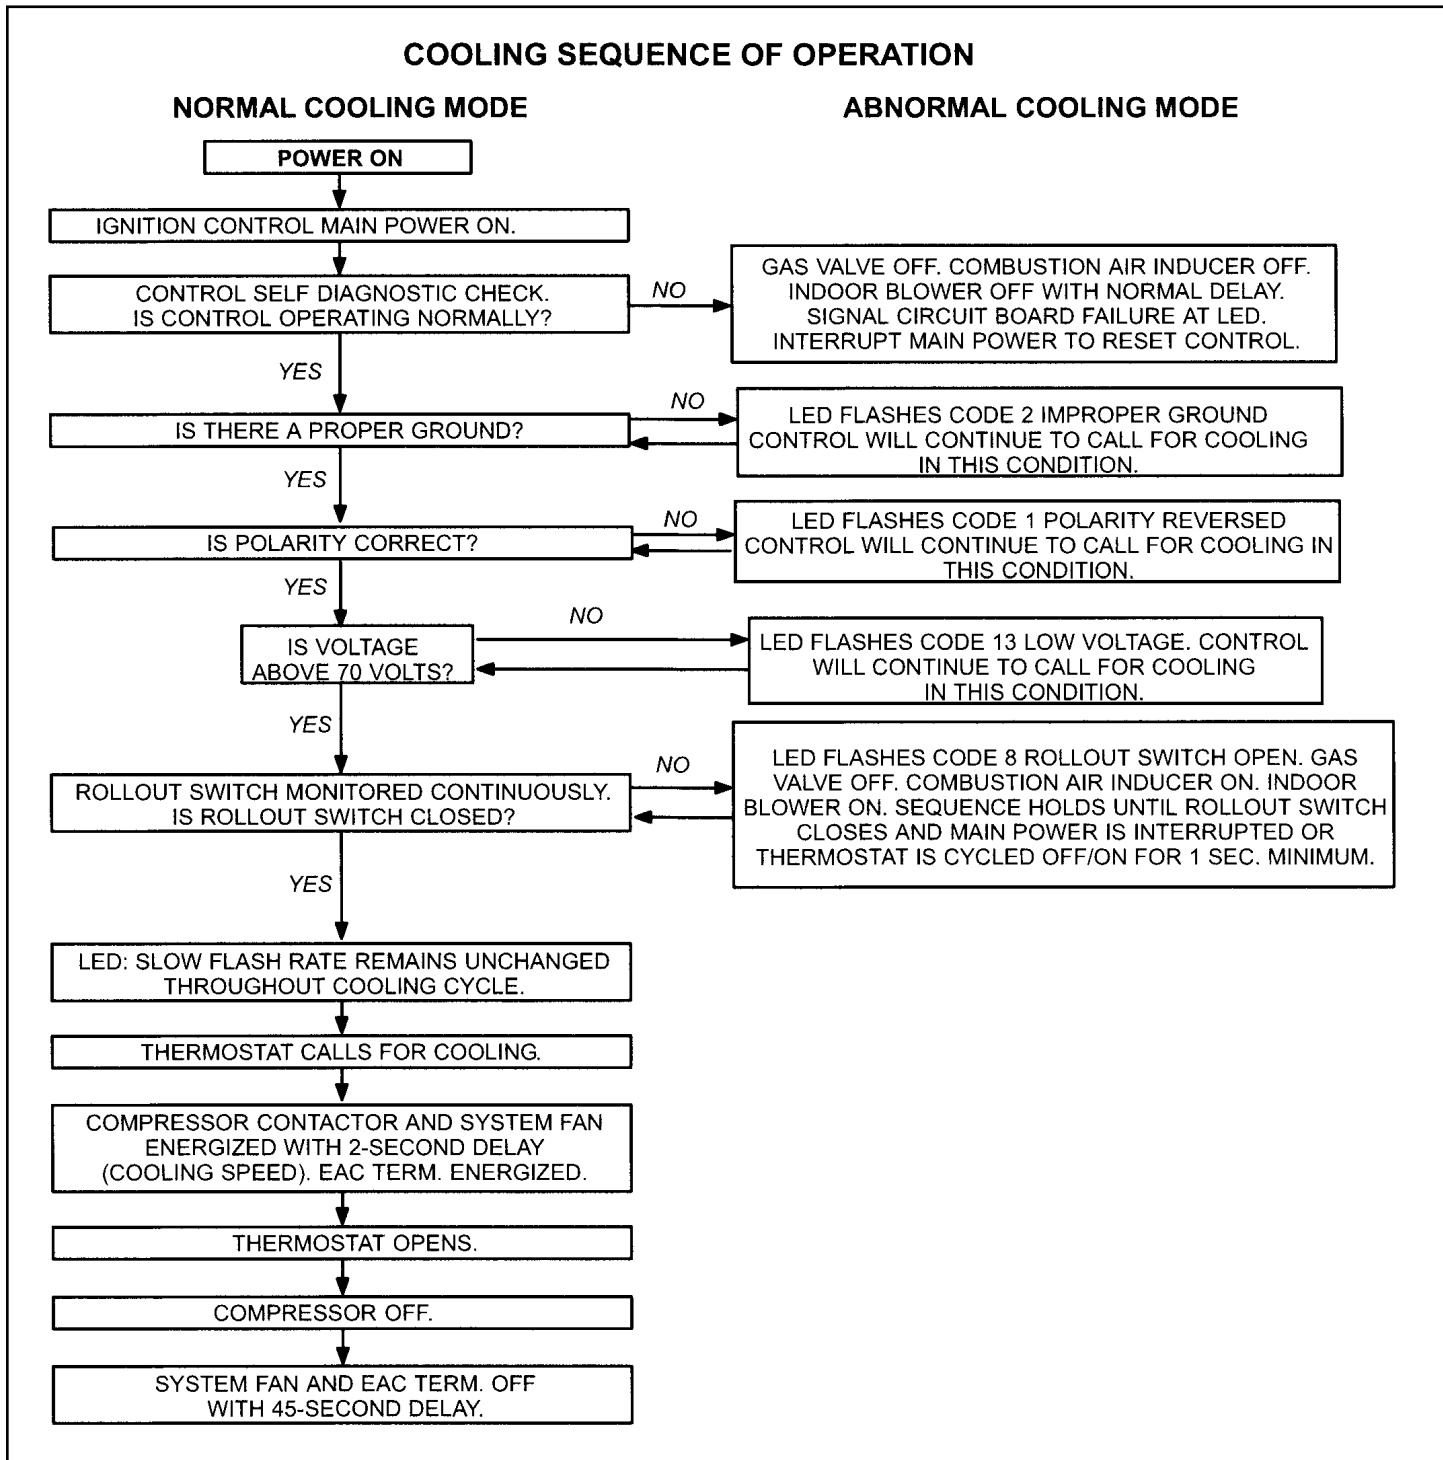 COOLING SEQUENCE OF OPERATION
NORMAL COOLING MODE
ABNORMAL COOLING MODE
POWER ON
IGNITION CONTROL MAIN POWER ON.
CONTROL SELF DIAGNOSTIC CHECK.
IS CONTROL OPERATING NORMALLY?
NO
GAS VALVE OFF. COMBUSTION AIR INDUCER OFF.
INDOOR BLOWER OFF WITH NORMAL DELAY.
SIGNAL CIRCUIT BOARD FAILURE AT LED.
INTERRUPT MAIN POWER TO RESET CONTROL.
YES
IS THERE A PROPER GROUND?
NO
LED FLASHES CODE 2 IMPROPER GROUND
CONTROL WILL CONTINUE TO CALL FOR COOLING
IN THIS CONDITION.
YES
IS POLARITY CORRECT?
NO
LED FLASHES CODE 1 POLARITY REVERSED
CONTROL WILL CONTINUE TO CALL FOR COOLING IN
THIS CONDITION.
YES
IS VOLTAGE
ABOVE 70 VOLTS?
NO
LED FLASHES CODE 13 LOW VOLTAGE. CONTROL
WILL CONTINUE TO CALL FOR COOLING
IN THIS CONDITION.
YES
ROLLOUT SWITCH MONITORED CONTINUOUSLY.
IS ROLLOUT SWITCH CLOSED?
NO
LED FLASHES CODE 8 ROLLOUT SWITCH OPEN. GAS
VALVE OFF. COMBUSTION AIR INDUCER ON. INDOOR
BLOWER ON. SEQUENCE HOLDS UNTIL ROLLOUT SWITCH
CLOSES AND MAIN POWER IS INTERRUPTED OR
THERMOSTAT IS CYCLED OFF/ON FOR 1 SEC. MINIMUM.
YES
LED: SLOW FLASH RATE REMAINS UNCHANGED
THROUGHOUT COOLING CYCLE.
THERMOSTAT CALLS FOR COOLING.
COMPRESSOR CONTACTOR AND SYSTEM FAN
ENERGIZED WITH 2-SECOND DELAY
(COOLING SPEED). EAC TERM. ENERGIZED.
THERMOSTAT OPENS.
COMPRESSOR OFF.
SYSTEM FAN AND EAC TERM. OFF
WITH 45-SECOND DELAY.